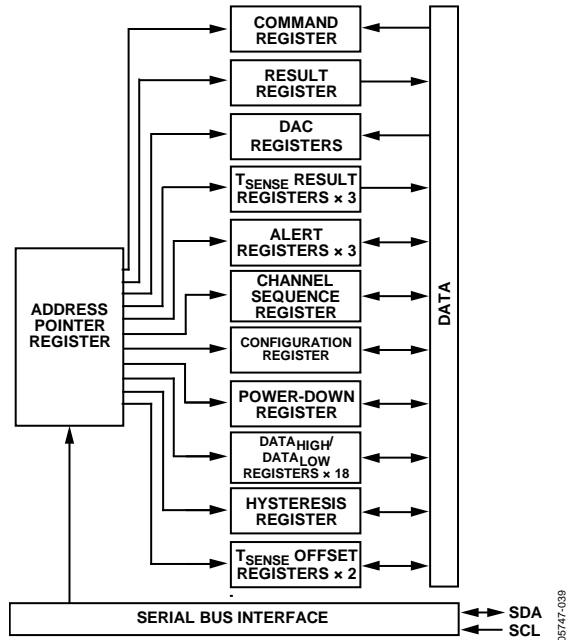 COMMAND
REGISTER
RESULT
REGISTER
DAC
REGISTERS
TSENSE RESULT
REGISTERS × 3
ALERT
REGISTERS × 3
CHANNEL
SEQUENCE
REGISTER
CONFIGURATION
REGISTER
POWER-DOWN
REGISTER
DATAHIGH/
DATALOW
REGISTERS × 18
HYSTERESIS
REGISTER
TSENSE OFFSET
REGISTERS × 2
ADDRESS
POINTER
REGISTER
DATA
SERIAL BUS INTERFACE
SDA
SCL
05747-039